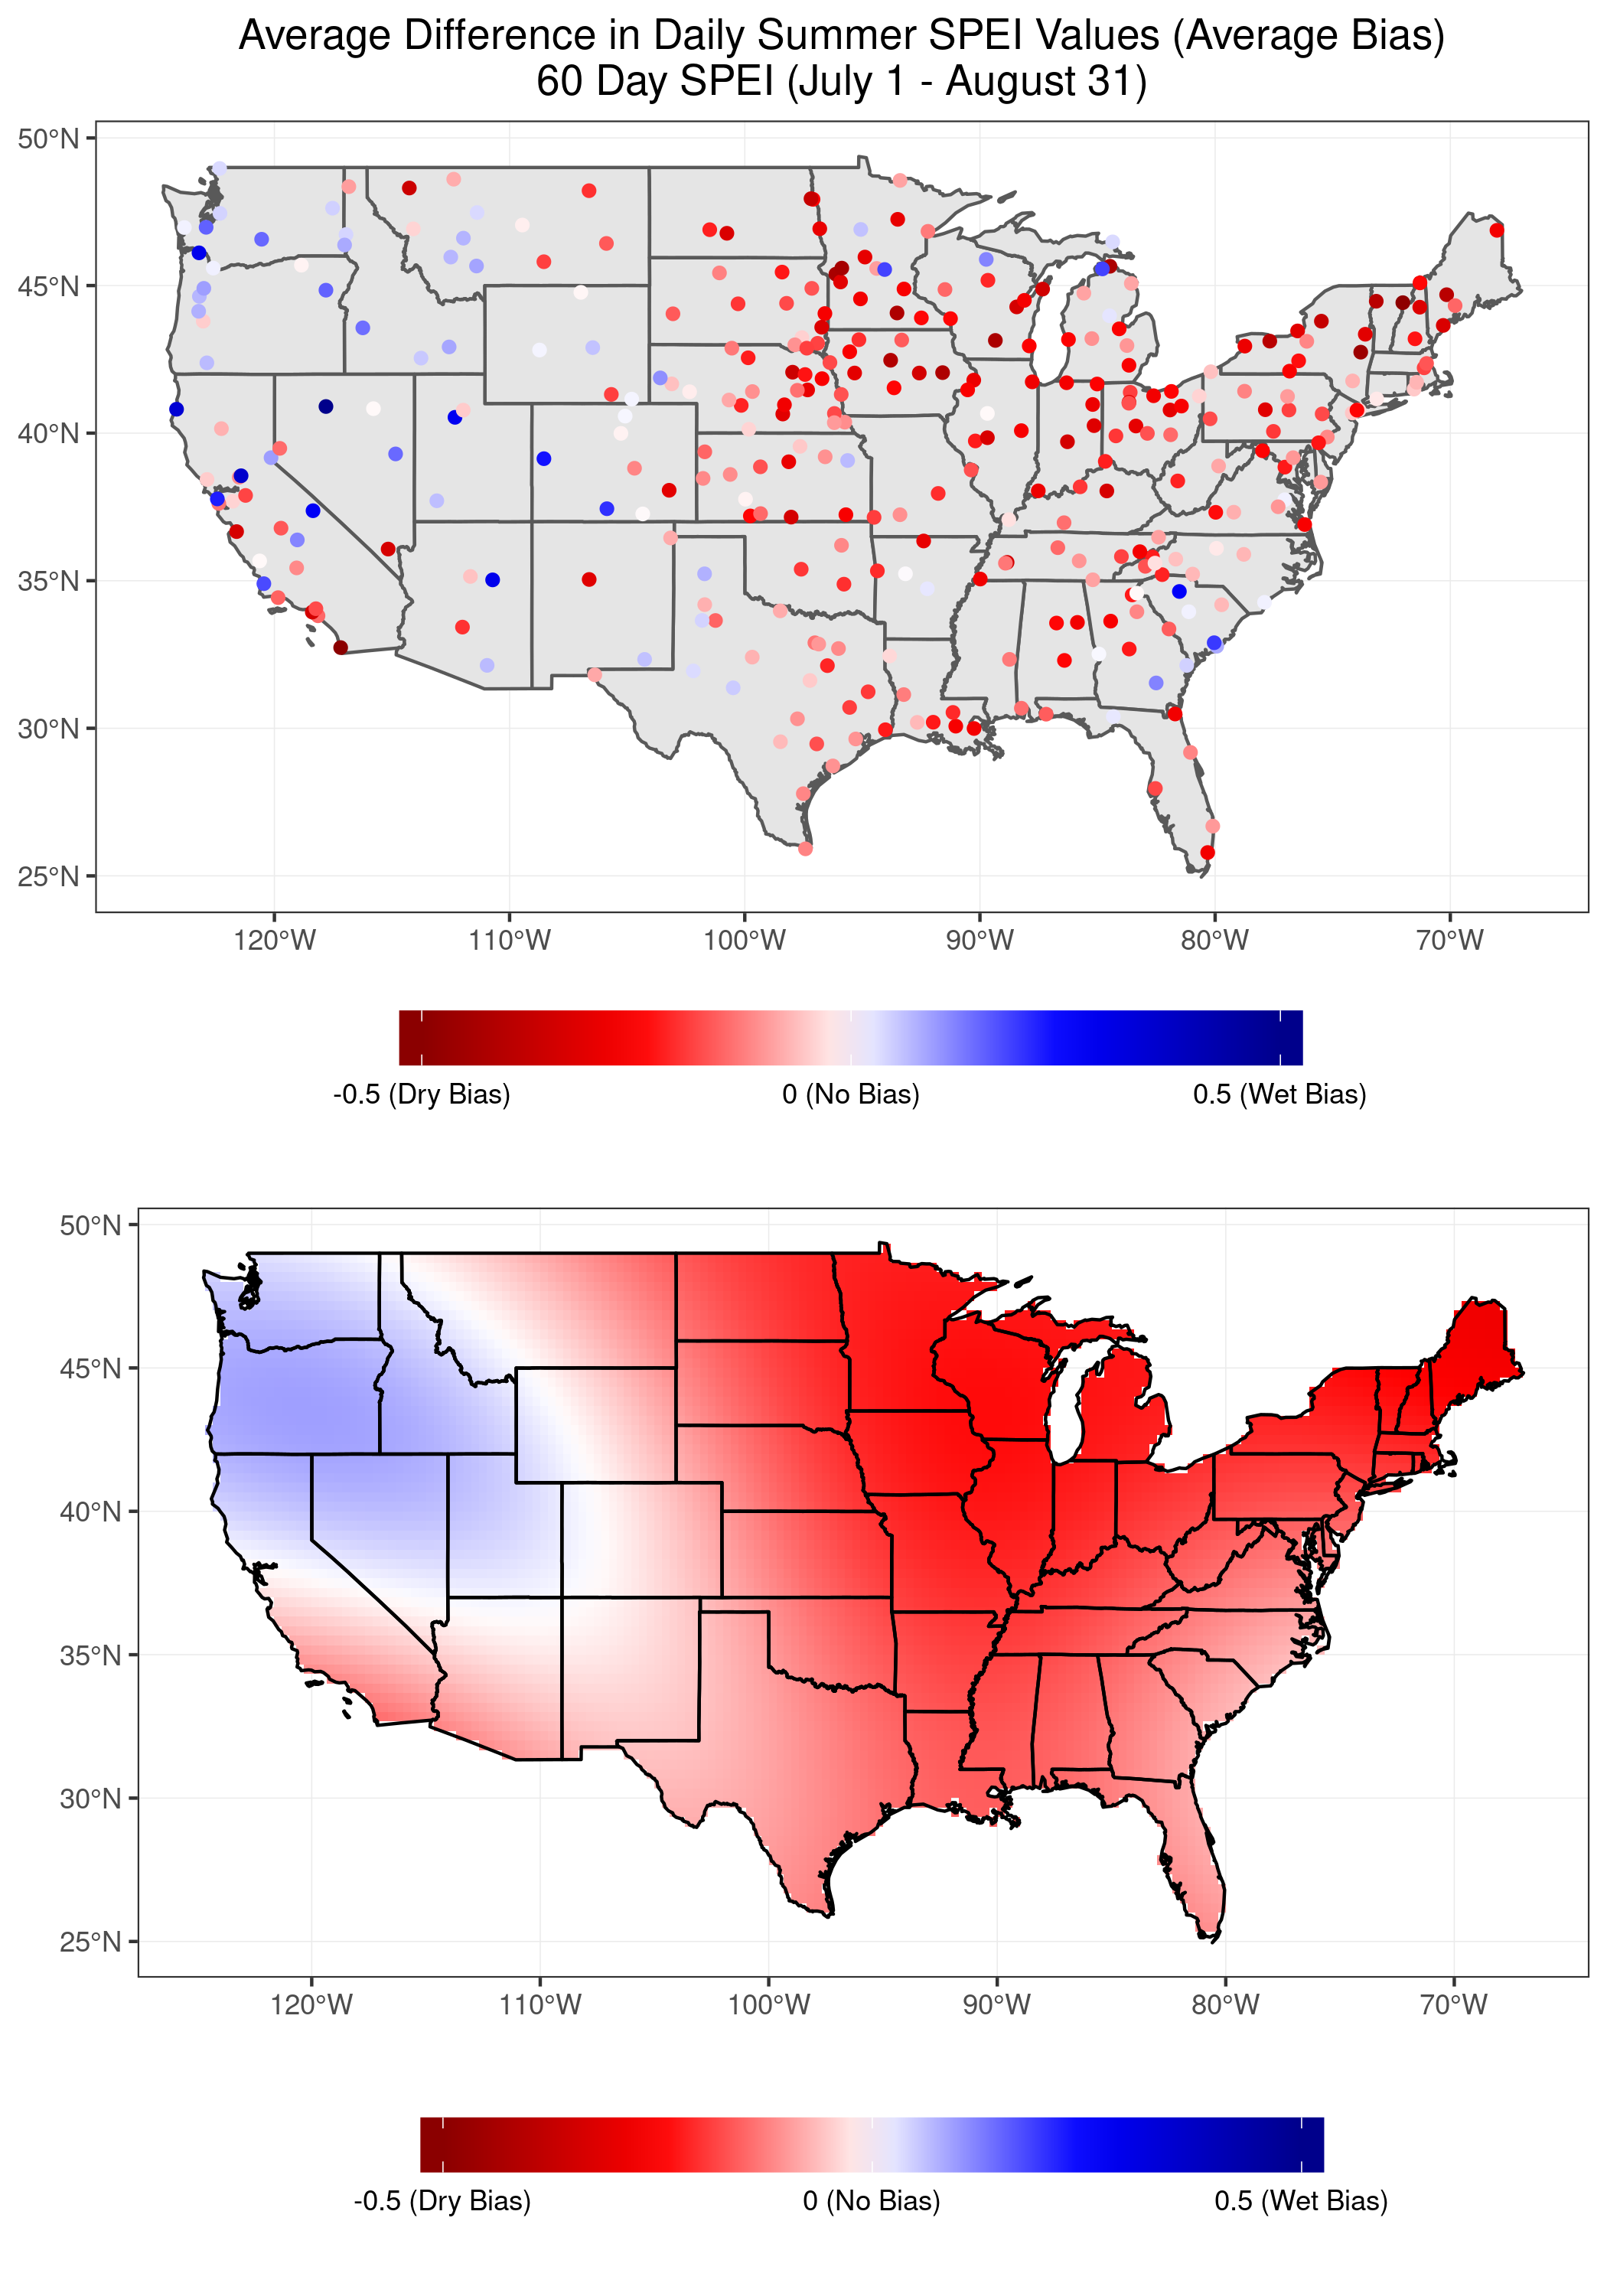 Average Difference in Daily Summer SPEI Values (Average Bias)
60 Day SPEI (July 1 - August 31)
50°N
45°N
40°N
35°N
30°N
25°N
120°W 110°W 100°W 90°W 80°W 70°W
-0.5 (Dry Bias) 0 (No Bias) 0.5 (Wet Bias)
50°N
45°N
40°N
35°N
30°N
25°N
120°W 110°W 100°W 90°W 80°W 70°W
-0.5 (Dry Bias) 0 (No Bias) 0.5 (Wet Bias)